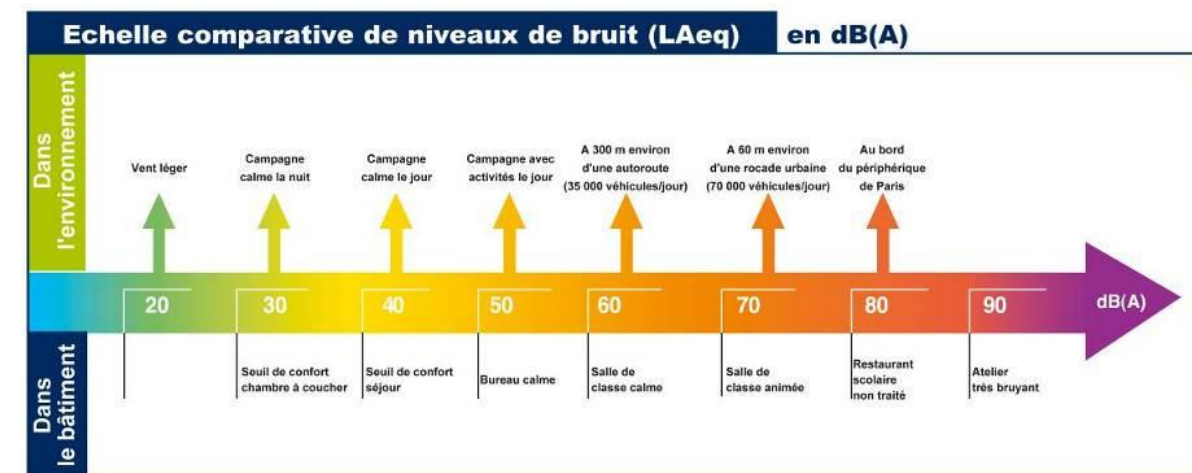 Echelle comparative de niveaux de bruit (LAeq) en dB(A)
Dans
l'environnement
Vent léger
Campagne
calme la nuit
Campagne
calme le jour
Campagne avec
activités le jour
A 300 m environ
d'une autoroute
(35 000 véhicules/jour)
A 60 m environ
d'une rocade urbaine
(70 000 véhicules/jour)
Au bord
du périphérique
de Paris
20
30
40
50
60
70
80
90
dB(A)
Dans
le bâtiment
Seuil de confort
chambre à coucher
Seuil de confort
séjour
Bureau calme
Salle de
classe calme
Salle de
classe animée
Restaurant
scolaire
non traité
Atelier
très bruyant